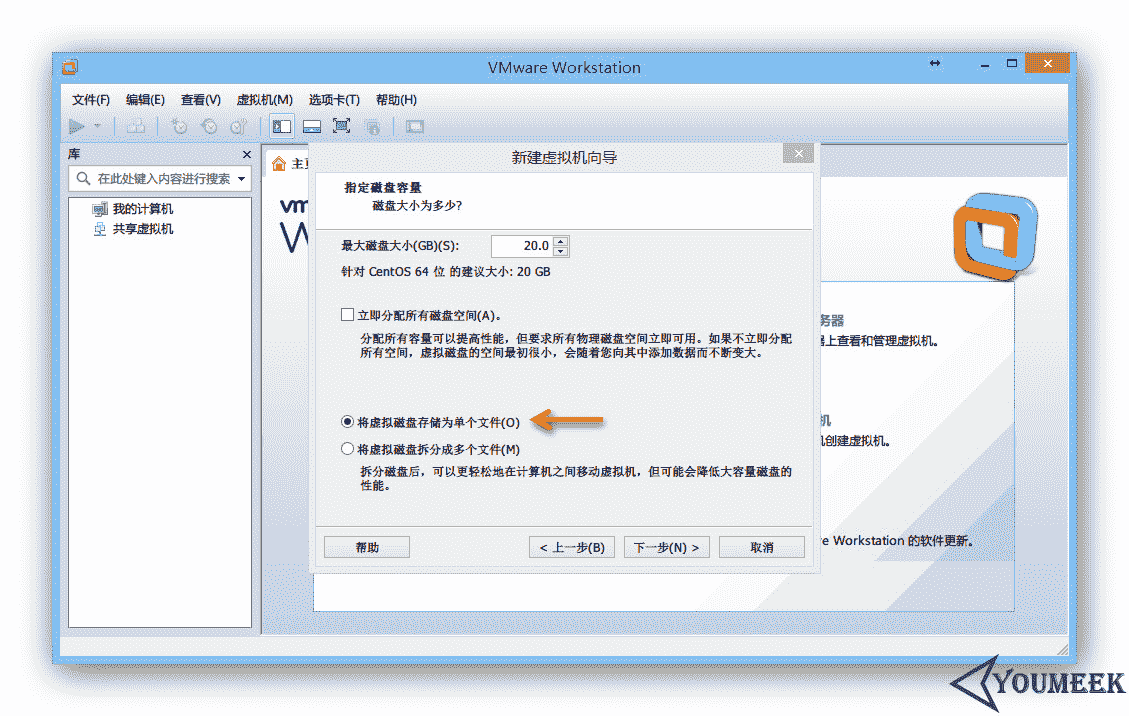 VMware Workstation
文件(F) 编辑(E) 查看(V) 虚拟机(M) 选项卡(T) 帮助(H)
库
在此处键入内容进行搜索
我的计算机
共享虚拟机
主
vm
W
新建虚拟机向导
指定磁盘容量
磁盘大小为多少?
最大磁盘大小(GB)(S): 20.0
针对 CentOS 64 位 的建议大小: 20 GB
立即分配所有磁盘空间(A)。
分配所有容量可以提高性能，但要求所有物理磁盘空间立即可用。如果不立即分配
所有空间，虚拟磁盘的空间最初很小，会随着您向其中添加数据而不断变大。
将虚拟磁盘存储为单个文件(O)
将虚拟磁盘拆分成多个文件(M)
拆分磁盘后，可以更轻松地在计算机之间移动虚拟机，但可能会降低大容量磁盘的
性能。
帮助 < 上一步(B) 下一步(N) > 取消
务器
上查看和管理虚拟机。
机
创建虚拟机。
e Workstation 的软件更新。
YOUMEEK